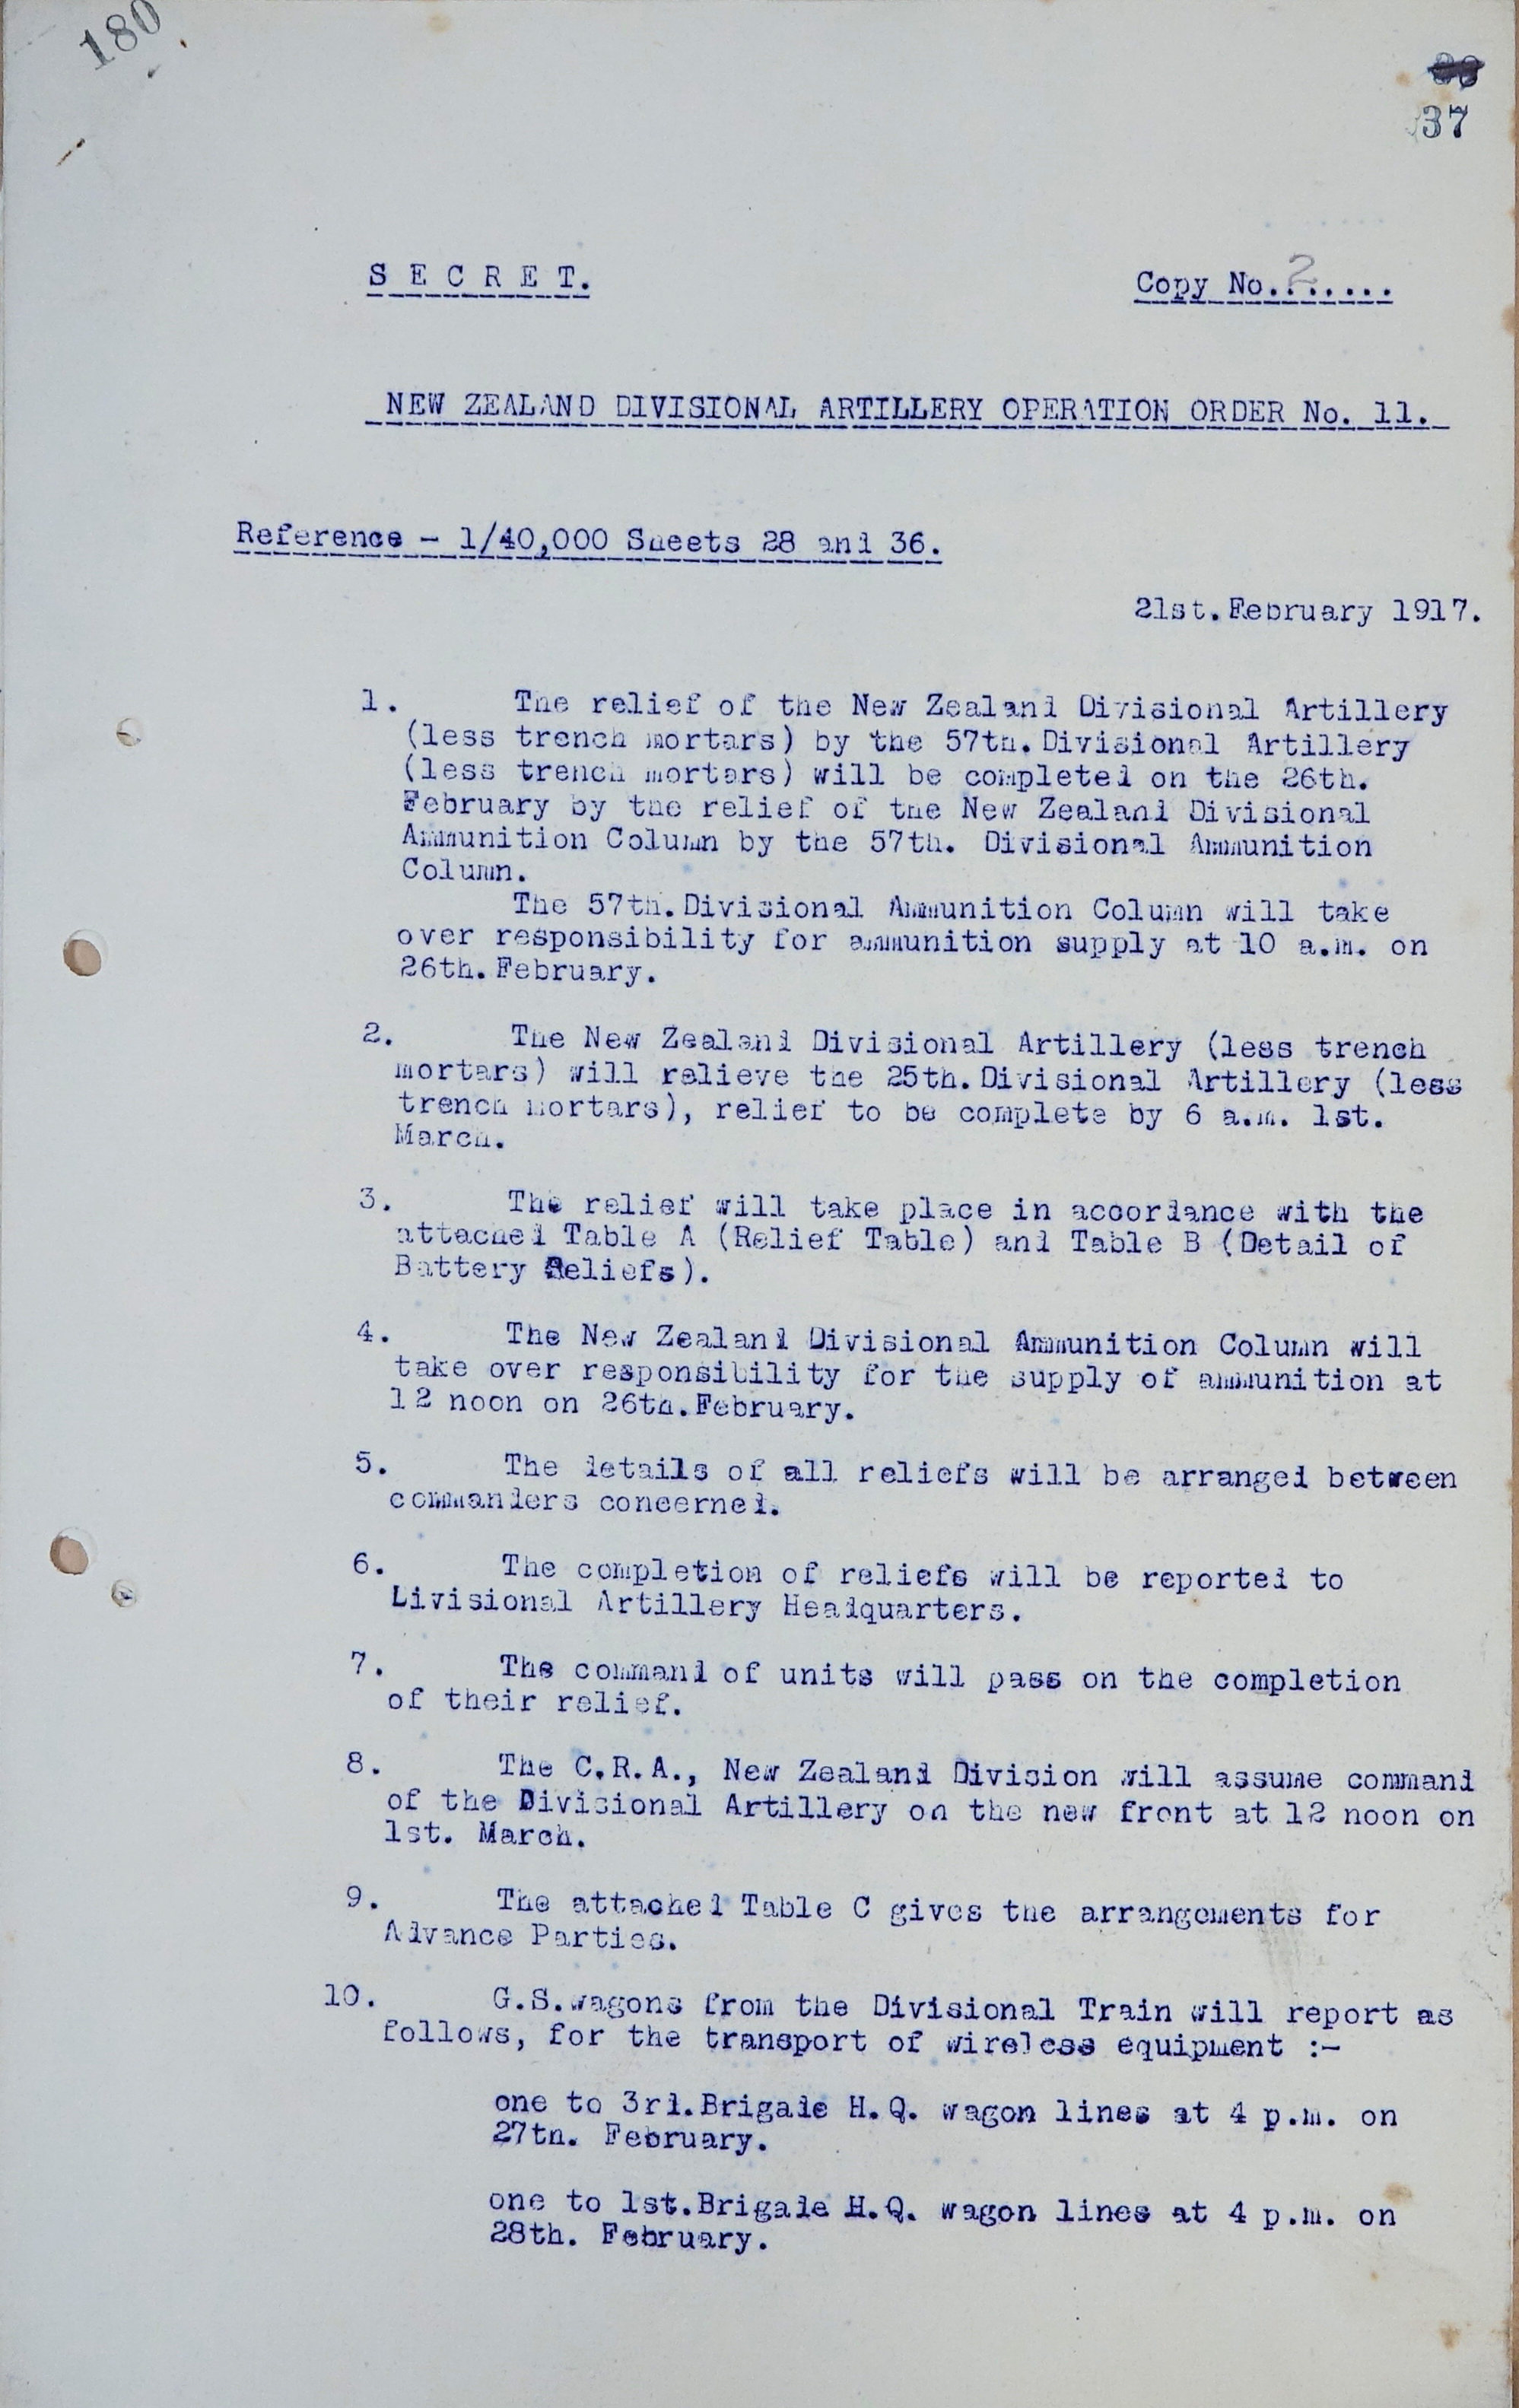 180
37
S E C R E T.
Copy No..2.....
NEW ZEALAND DIVISIONAL ARTILLERY OPERATION ORDER No. 11.
Reference - 1/40,000 Sheets 28 and 36.
21st. February 1917.
1. The relief of the New Zealand Divisional Artillery
(less trench mortars) by the 57th. Divisional Artillery
(less trench mortars) will be completed on the 26th.
February by the relief of the New Zealand Divisional
Ammunition Column by the 57th. Divisional Ammunition
Column.
The 57th. Divisional Ammunition Column will take
over responsibility for ammunition supply at 10 a.m. on
26th. February.
2. The New Zealand Divisional Artillery (less trench
mortars) will relieve the 25th. Divisional Artillery (less
trench mortars), relief to be complete by 6 a.m. 1st.
March.
3. The relief will take place in accordance with the
attached Table A (Relief Table) and Table B (Detail of
Battery Reliefs).
4. The New Zealand Divisional Ammunition Column will
take over responsibility for the supply of ammunition at
12 noon on 26th. February.
5. The details of all reliefs will be arranged between
commanders concerned.
6. The completion of reliefs will be reported to
Divisional Artillery Headquarters.
7. The command of units will pass on the completion
of their relief.
8. The C.R.A., New Zealand Division will assume command
of the Divisional Artillery on the new front at 12 noon on
1st. March.
9. The attached Table C gives the arrangements for
Advance Parties.
10. G.S. wagons from the Divisional Train will report as
follows, for the transport of wireless equipment :-
one to 3rd. Brigade H.Q. wagon lines at 4 p.m. on
27th. February.
one to 1st. Brigade H.Q. wagon lines at 4 p.m. on
28th. February.